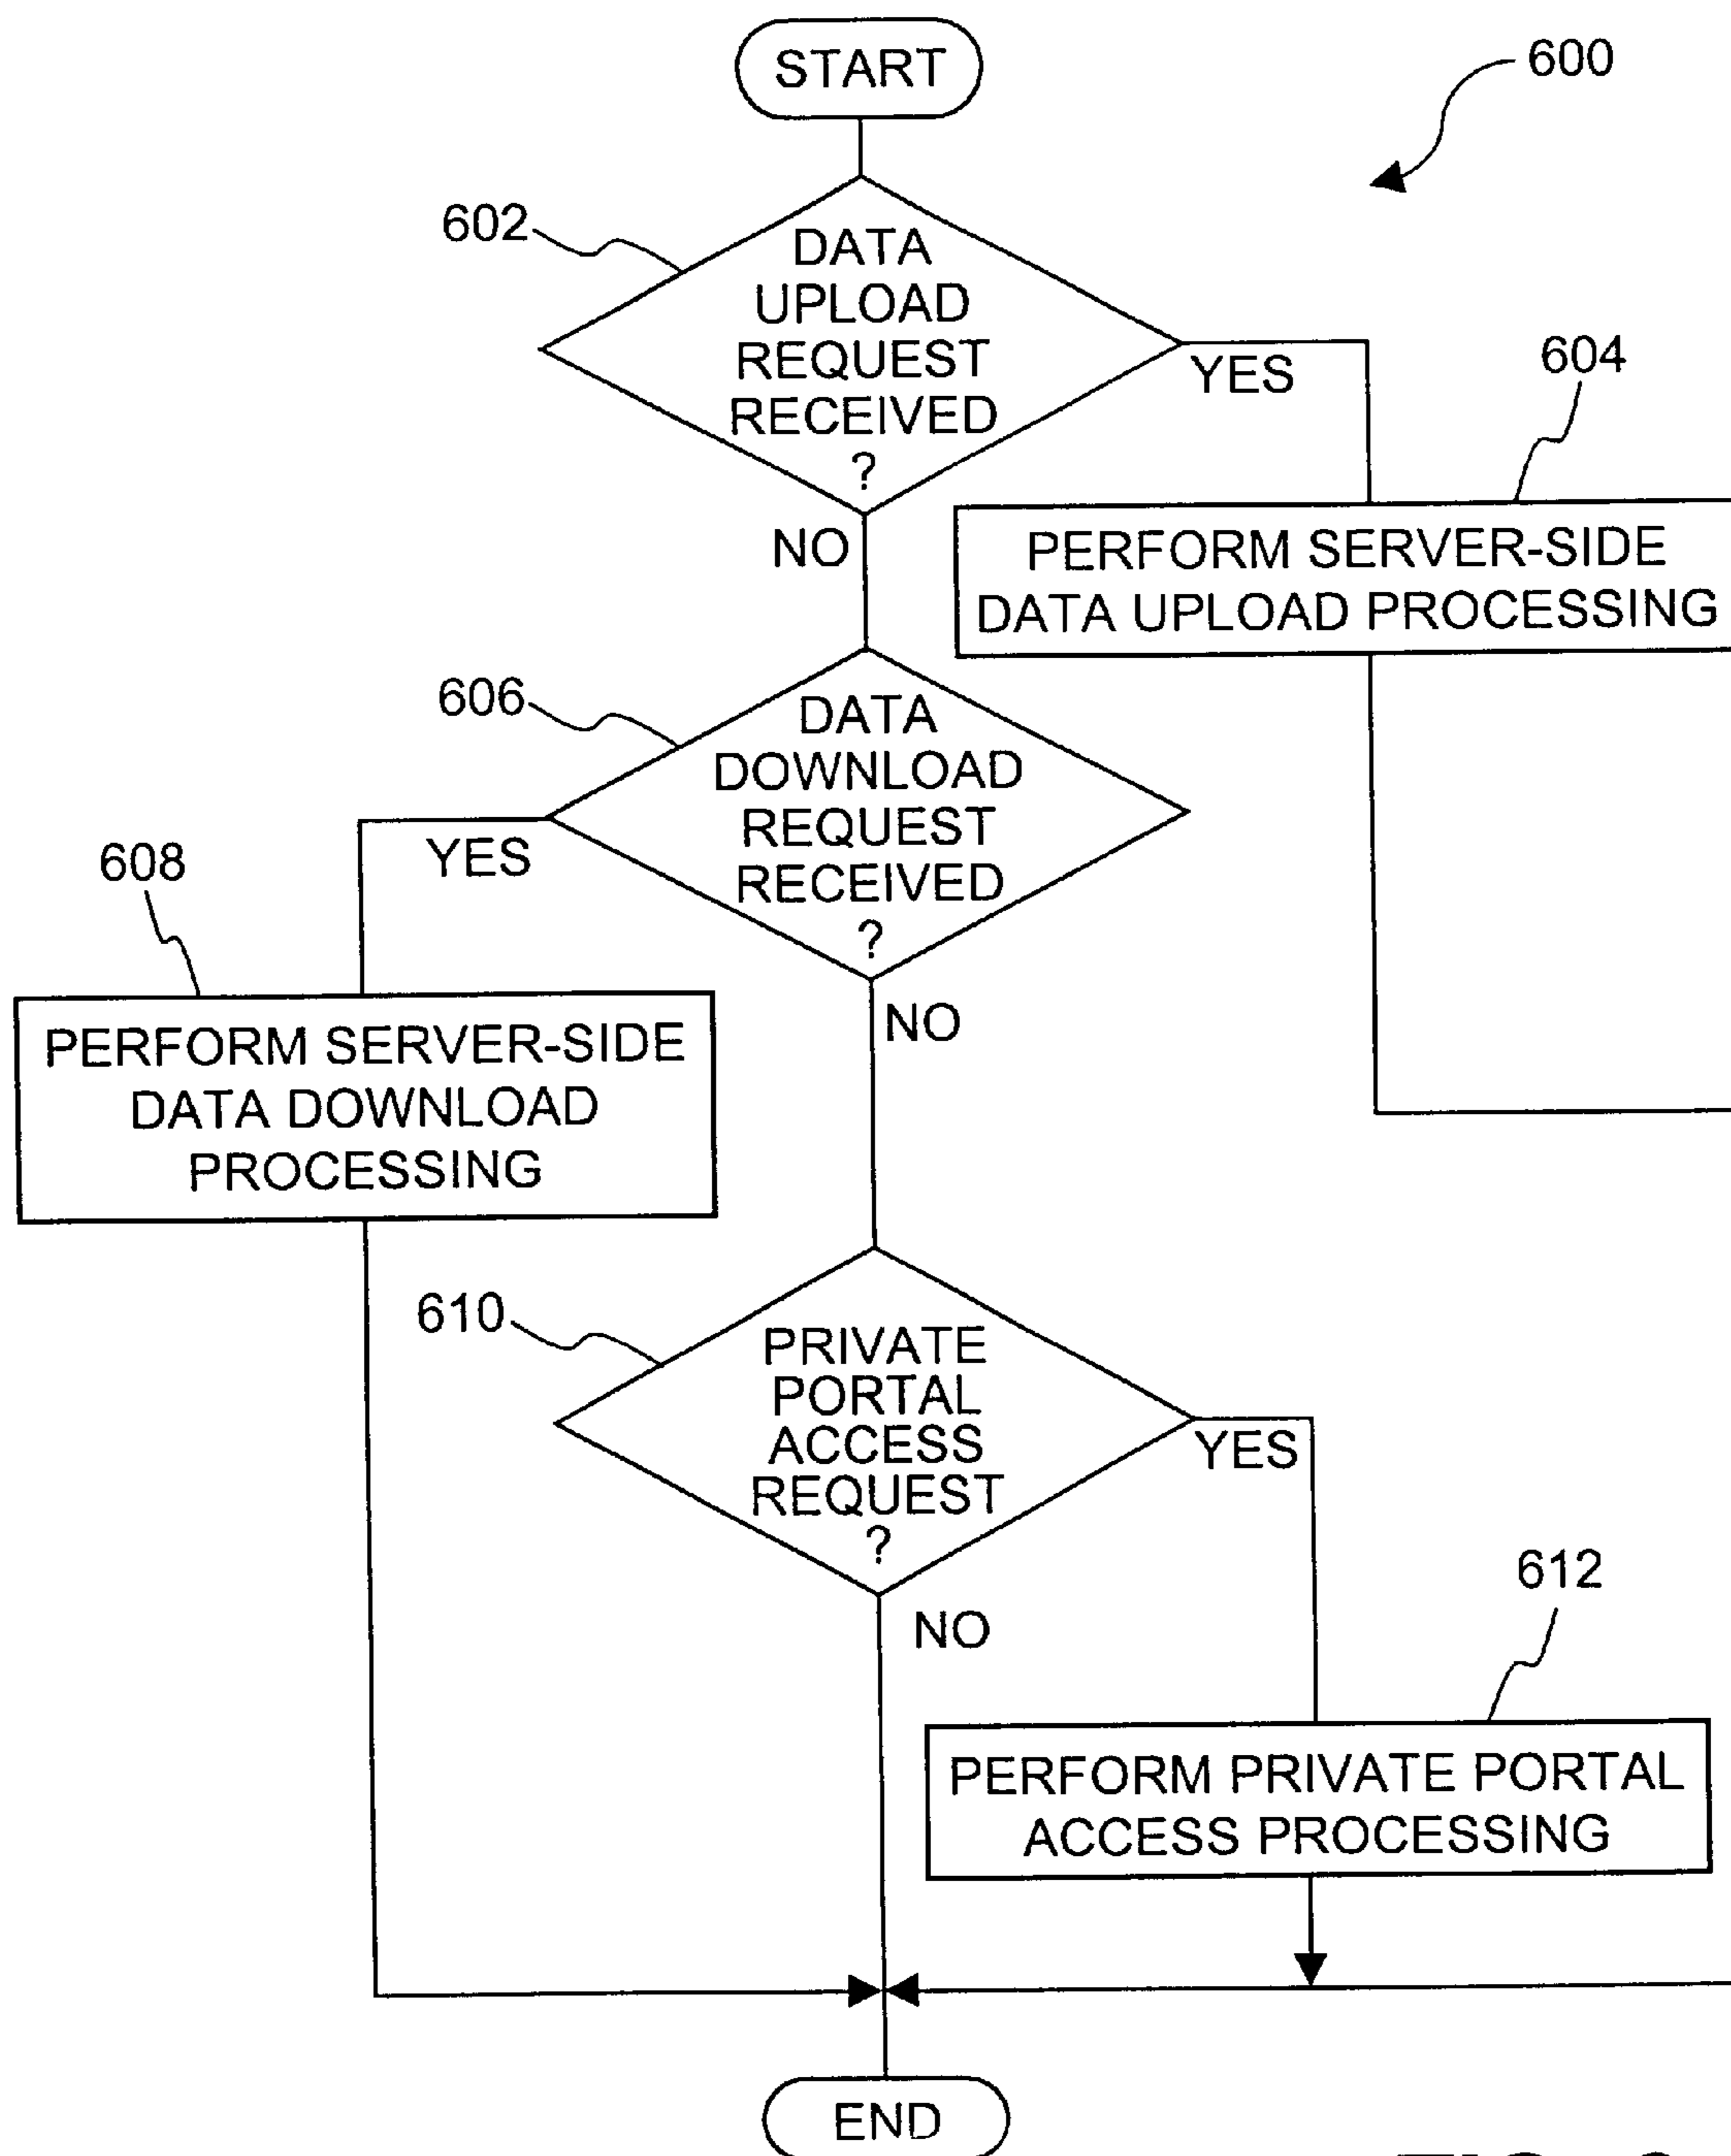 START
600
602
DATA
UPLOAD
REQUEST
RECEIVED
?
YES
604
NO
PERFORM SERVER-SIDE
DATA UPLOAD PROCESSING
606
DATA
DOWNLOAD
REQUEST
RECEIVED
?
YES
608
NO
PERFORM SERVER-SIDE
DATA DOWNLOAD
PROCESSING
610
PRIVATE
PORTAL
ACCESS
REQUEST
?
YES
NO
612
PERFORM PRIVATE PORTAL
ACCESS PROCESSING
END